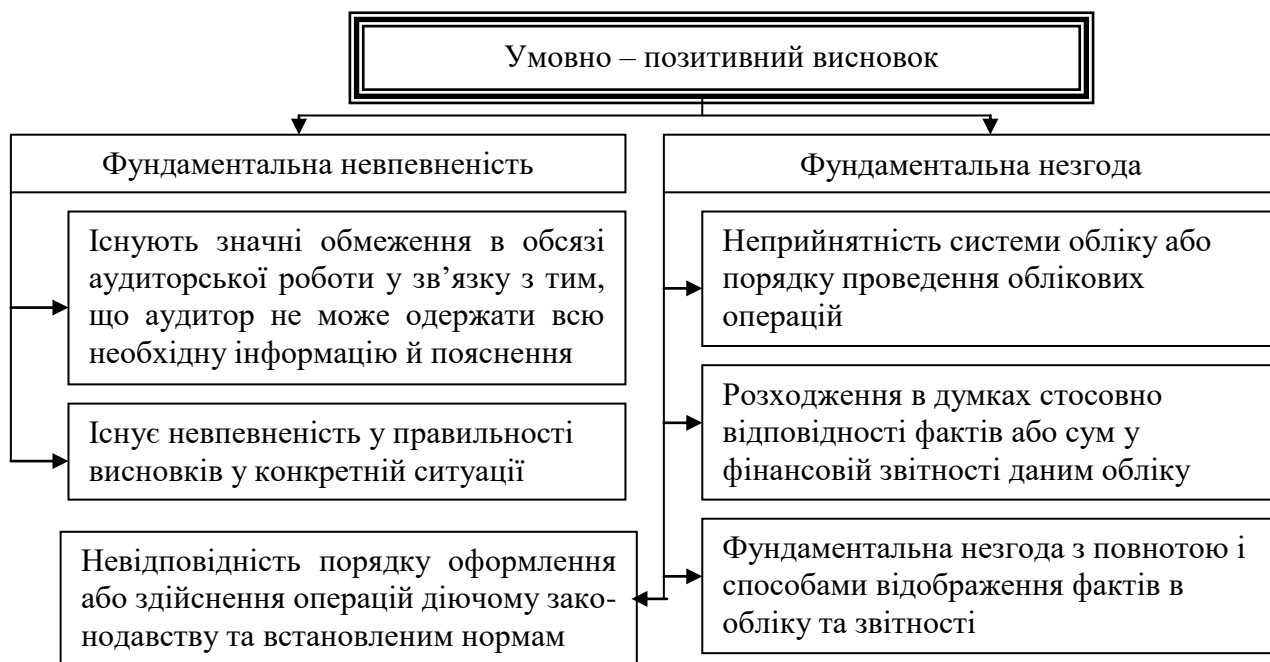 Умовно – позитивний висновок
Фундаментальна невпевненість
Існують значні обмеження в обсязі
аудиторської роботи у зв’язку з тим,
що аудитор не може одержати всю
необхідну інформацію й пояснення
Існує невпевненість у правильності
висновків у конкретній ситуації
Фундаментальна незгода
Неприйнятність системи обліку або
порядку проведення облікових
операцій
Розходження в думках стосовно
відповідності фактів або сум у
фінансовій звітності даним обліку
Фундаментальна незгода з повнотою і
способами відображення фактів в
обліку та звітності
Невідповідність порядку оформлення
або здійснення операцій діючому зако-
нодавству та встановленим нормам